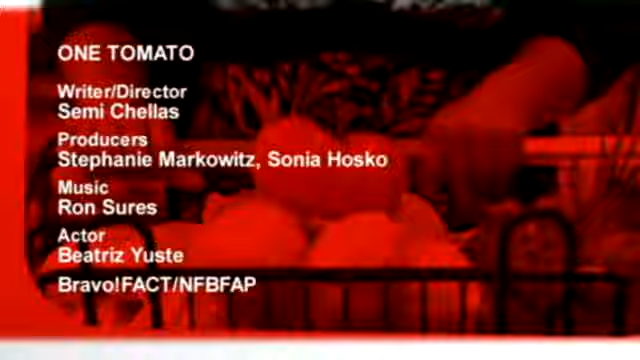 ONE TOMATO
Writer/Director
Semi Chellas
Producers
Stephanie Markowitz, Sonia Hosko
Music
Ron Sures
Actor
Beatriz Yuste
Bravo!FACT/NFBFAP